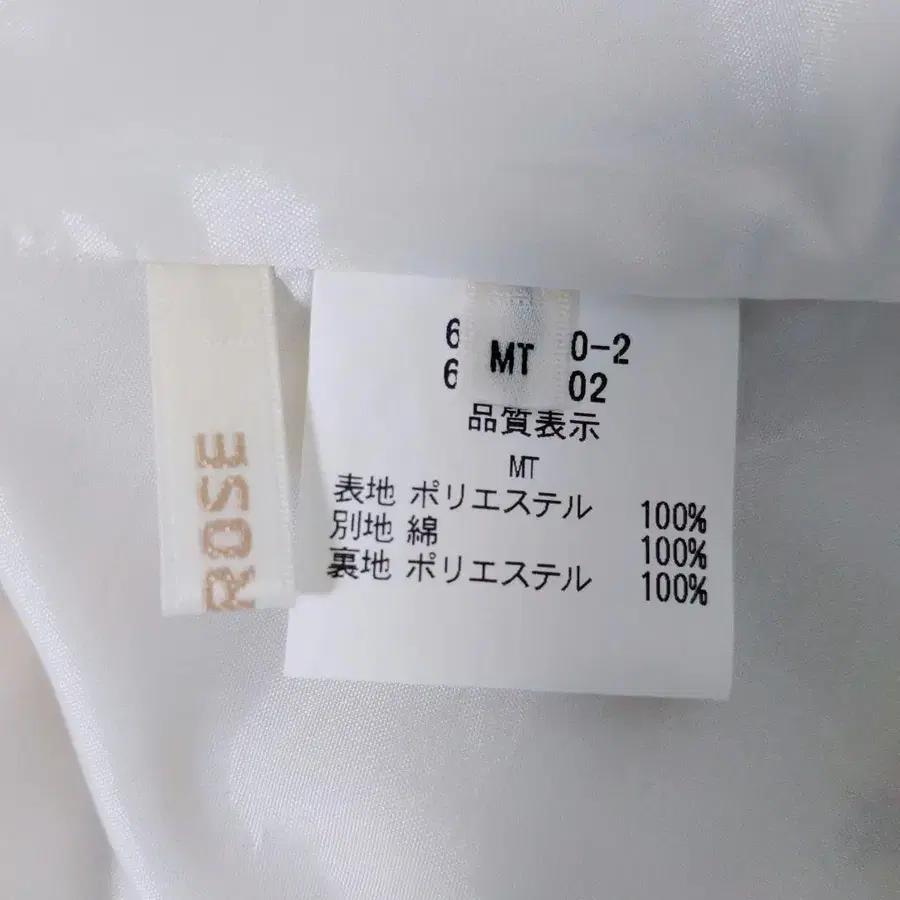 ROSE
MT
6 0-2
6 02
品質表示
MT
表地 ポリエステル 100%
別地 綿 100%
裏地 ポリエステル 100%